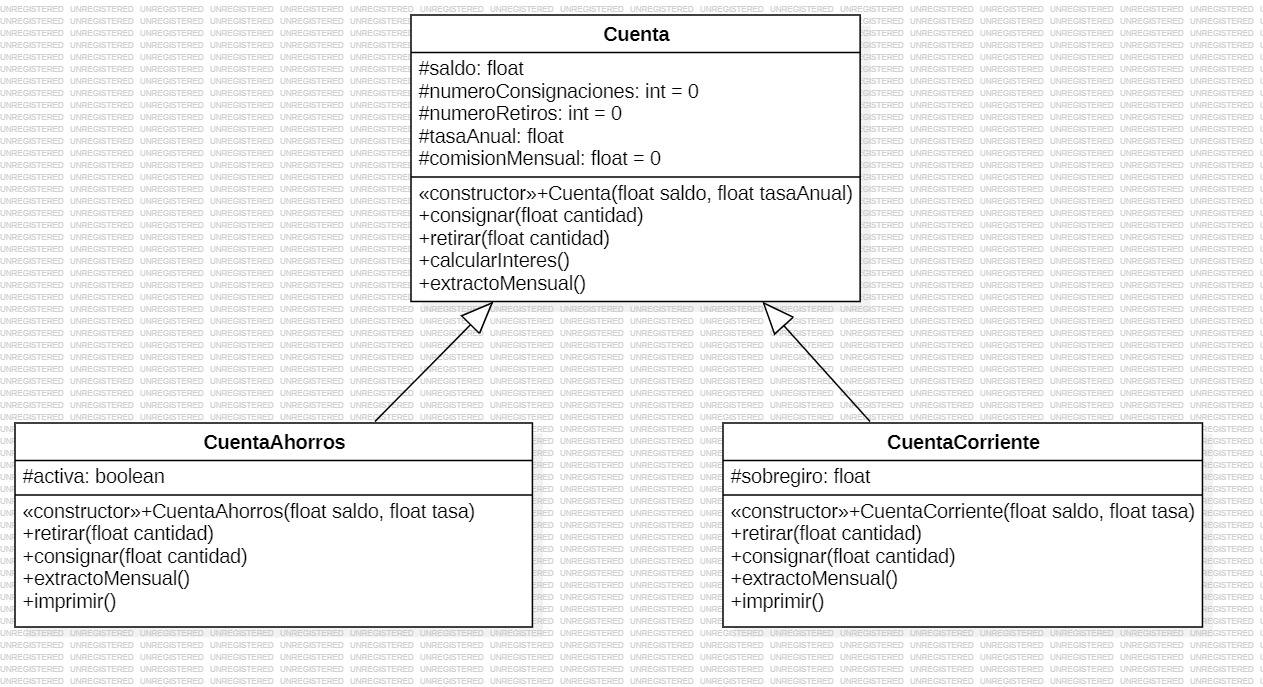 Cuenta
#saldo: float
#numeroConsignaciones: int = 0
#numeroRetiros: int = 0
#tasaAnual: float
#comisionMensual: float = 0
«constructor»+Cuenta(float saldo, float tasaAnual)
+consignar(float cantidad)
+retirar(float cantidad)
+calcularInteres()
+extractoMensual()
CuentaAhorros
#activa: boolean
«constructor»+CuentaAhorros(float saldo, float tasa)
+retirar(float cantidad)
+consignar(float cantidad)
+extractoMensual()
+imprimir()
CuentaCorriente
#sobregiro: float
«constructor»+CuentaCorriente(float saldo, float tasa)
+retirar(float cantidad)
+consignar(float cantidad)
+extractoMensual()
+imprimir()
UNREGISTERED